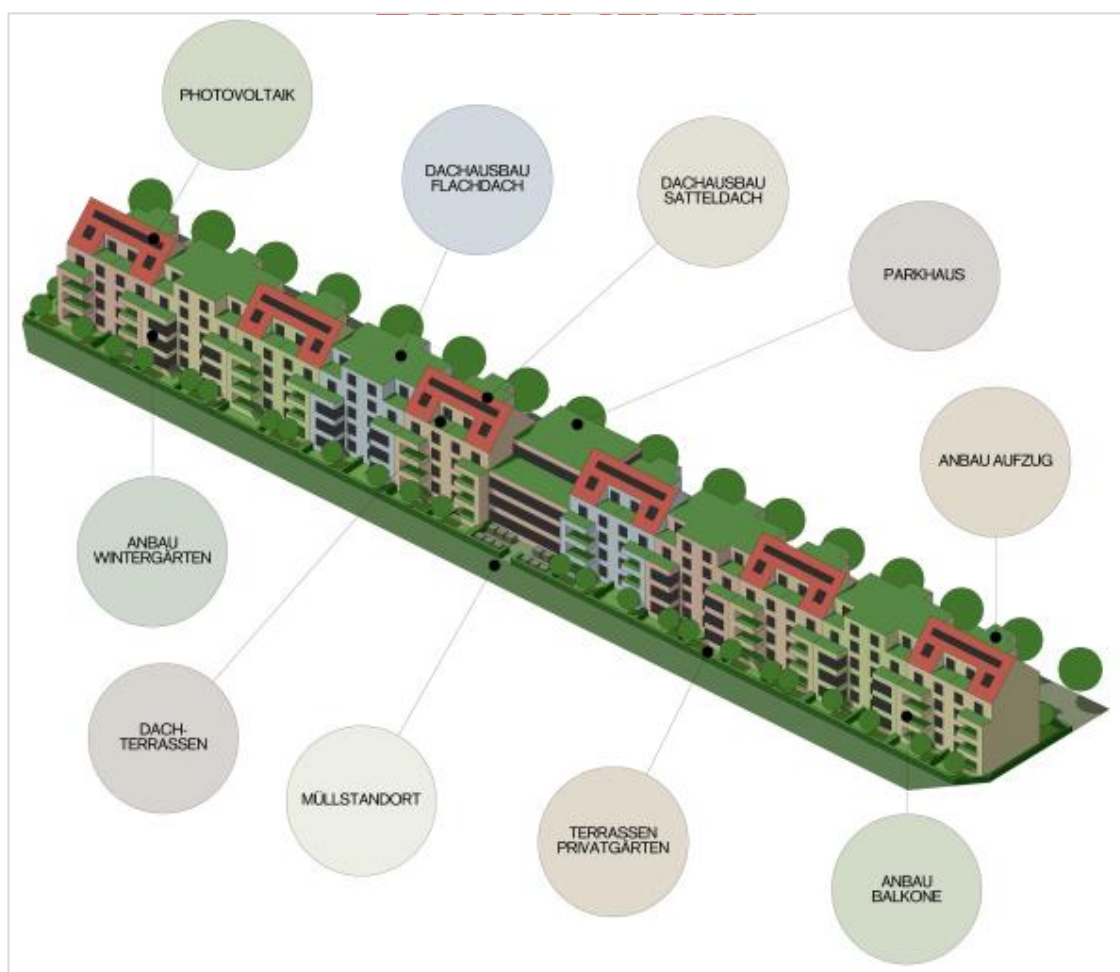 PHOTOVOLTAIK
DACHAUSBAU
FLACHDACH
DACHAUSBAU
SATTELDACH
PARKHAUS
ANBAU AUFZUG
ANBAU
WINTERGÄRTEN
DACH-
TERRASSEN
MÜLLSTANDORT
TERRASSEN
PRIVATGÄRTEN
ANBAU
BALKONE